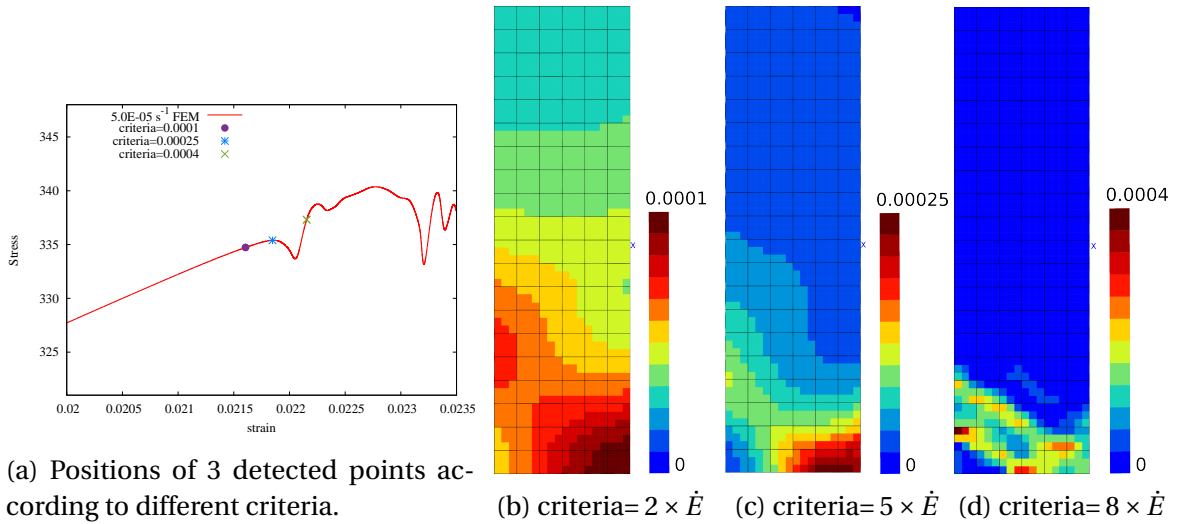 345
340
335
330
325
Stress
5.0E-05 s⁻¹ FEM
criteria=0.0001
criteria=0.00025
criteria=0.0004
0.02 0.0205 0.021 0.0215 0.022 0.0225 0.023 0.0235
strain
(a) Positions of 3 detected points ac-
cording to different criteria.
0.0001
0
x
(b) criteria= 2 × Ė
0.00025
0
x
(c) criteria= 5 × Ė
0.0004
0
(d) criteria= 8 × Ė